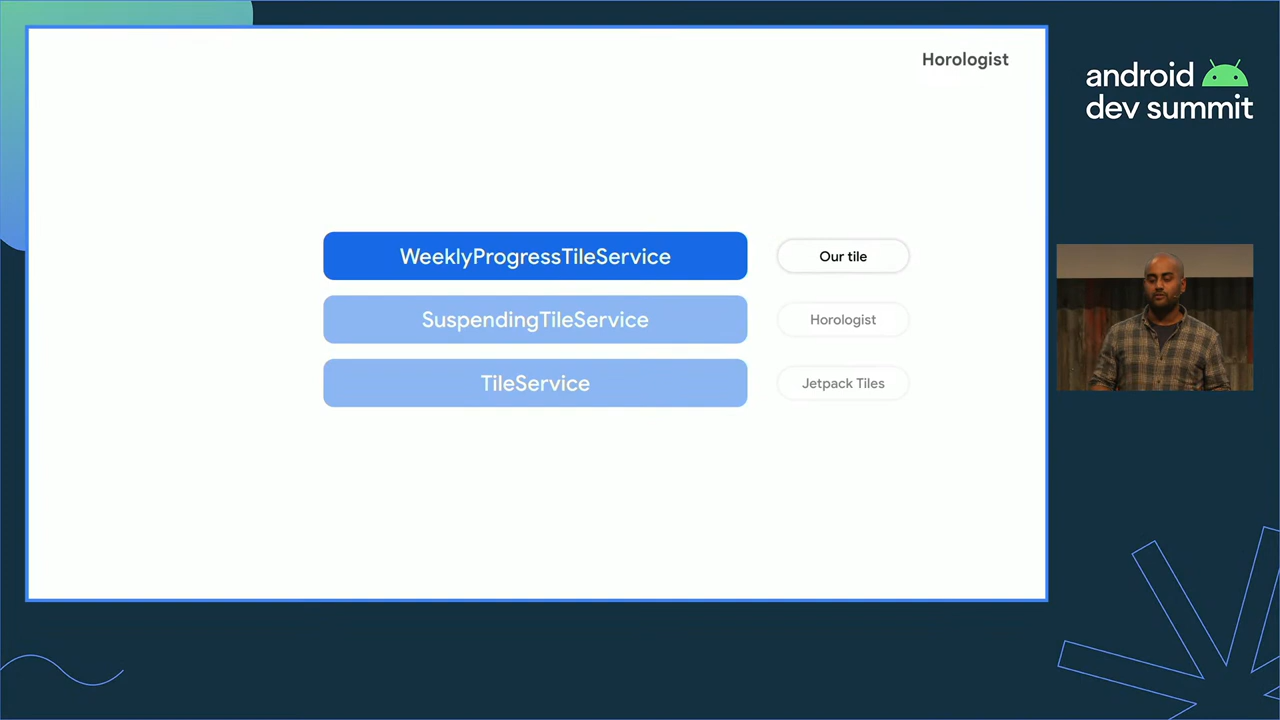 Horologist
android
dev summit
WeeklyProgressTileService
Our tile
SuspendingTileService
Horologist
TileService
Jetpack Tiles